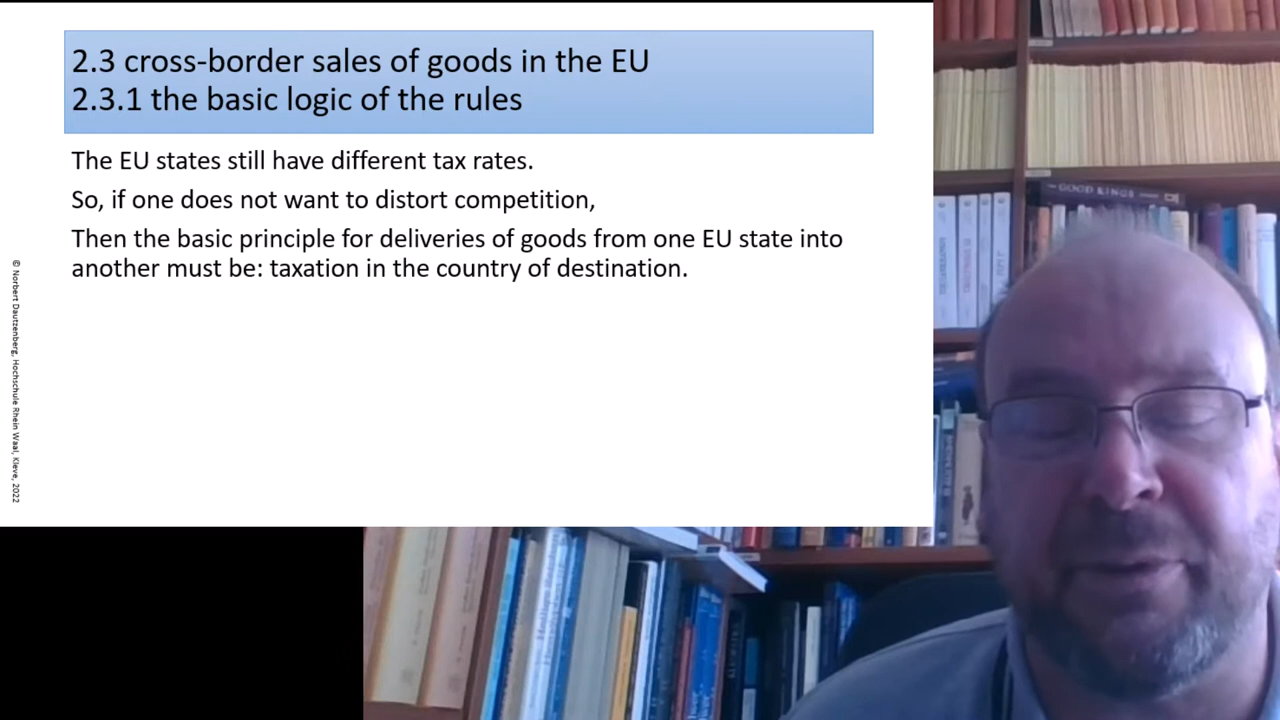 2.3 cross-border sales of goods in the EU
2.3.1 the basic logic of the rules
The EU states still have different tax rates.
So, if one does not want to distort competition,
Then the basic principle for deliveries of goods from one EU state into
another must be: taxation in the country of destination.
© Norbert Dautzenberg, Hochschule Rhein Waal, Kleve, 2022
GOOD KINGS